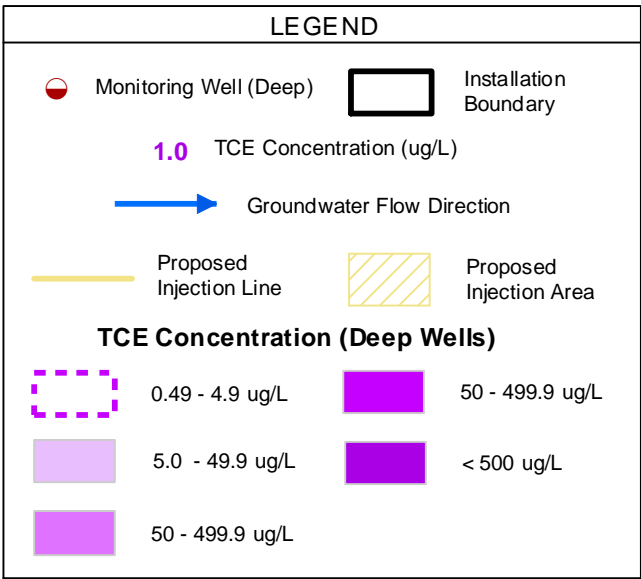 LEGEND
Monitoring Well (Deep)
Installation
Boundary
1.0 TCE Concentration (ug/L)
Groundwater Flow Direction
Proposed
Injection Line
Proposed
Injection Area
TCE Concentration (Deep Wells)
0.49 - 4.9 ug/L
50 - 499.9 ug/L
5.0 - 49.9 ug/L
< 500 ug/L
50 - 499.9 ug/L